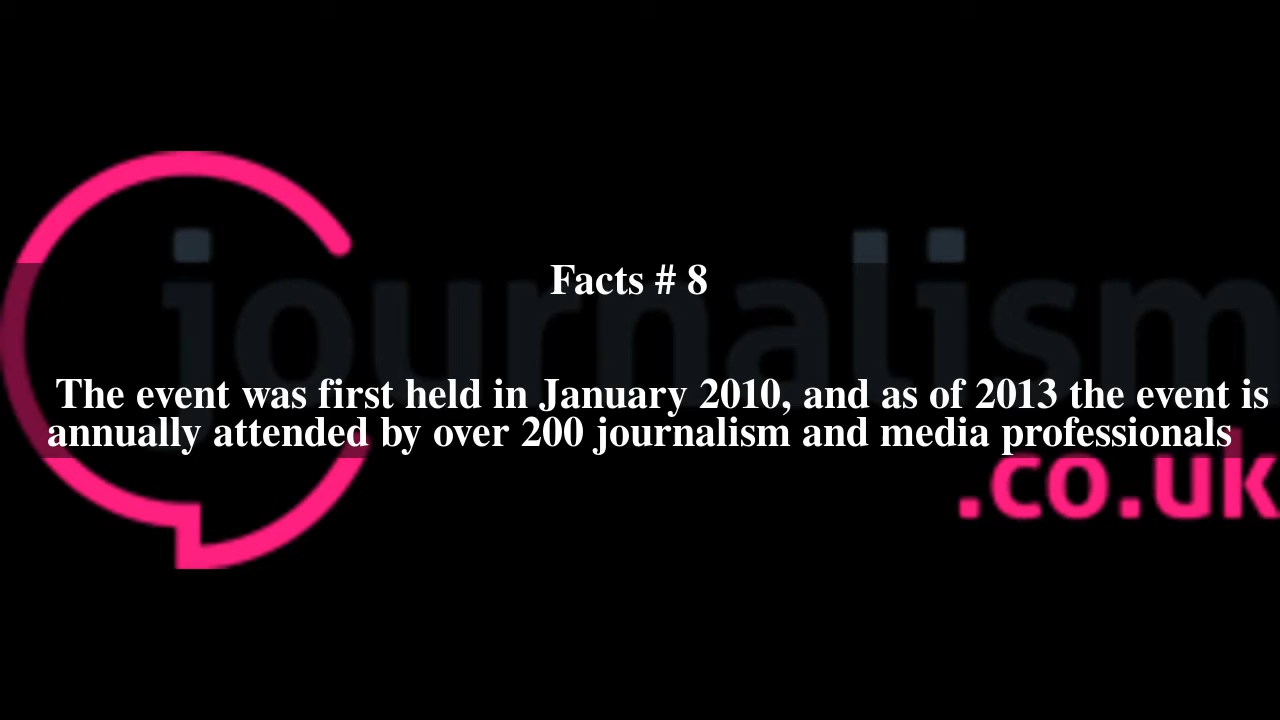 journalism
Facts # 8
The event was first held in January 2010, and as of 2013 the event is
annually attended by over 200 journalism and media professionals
.co.uk